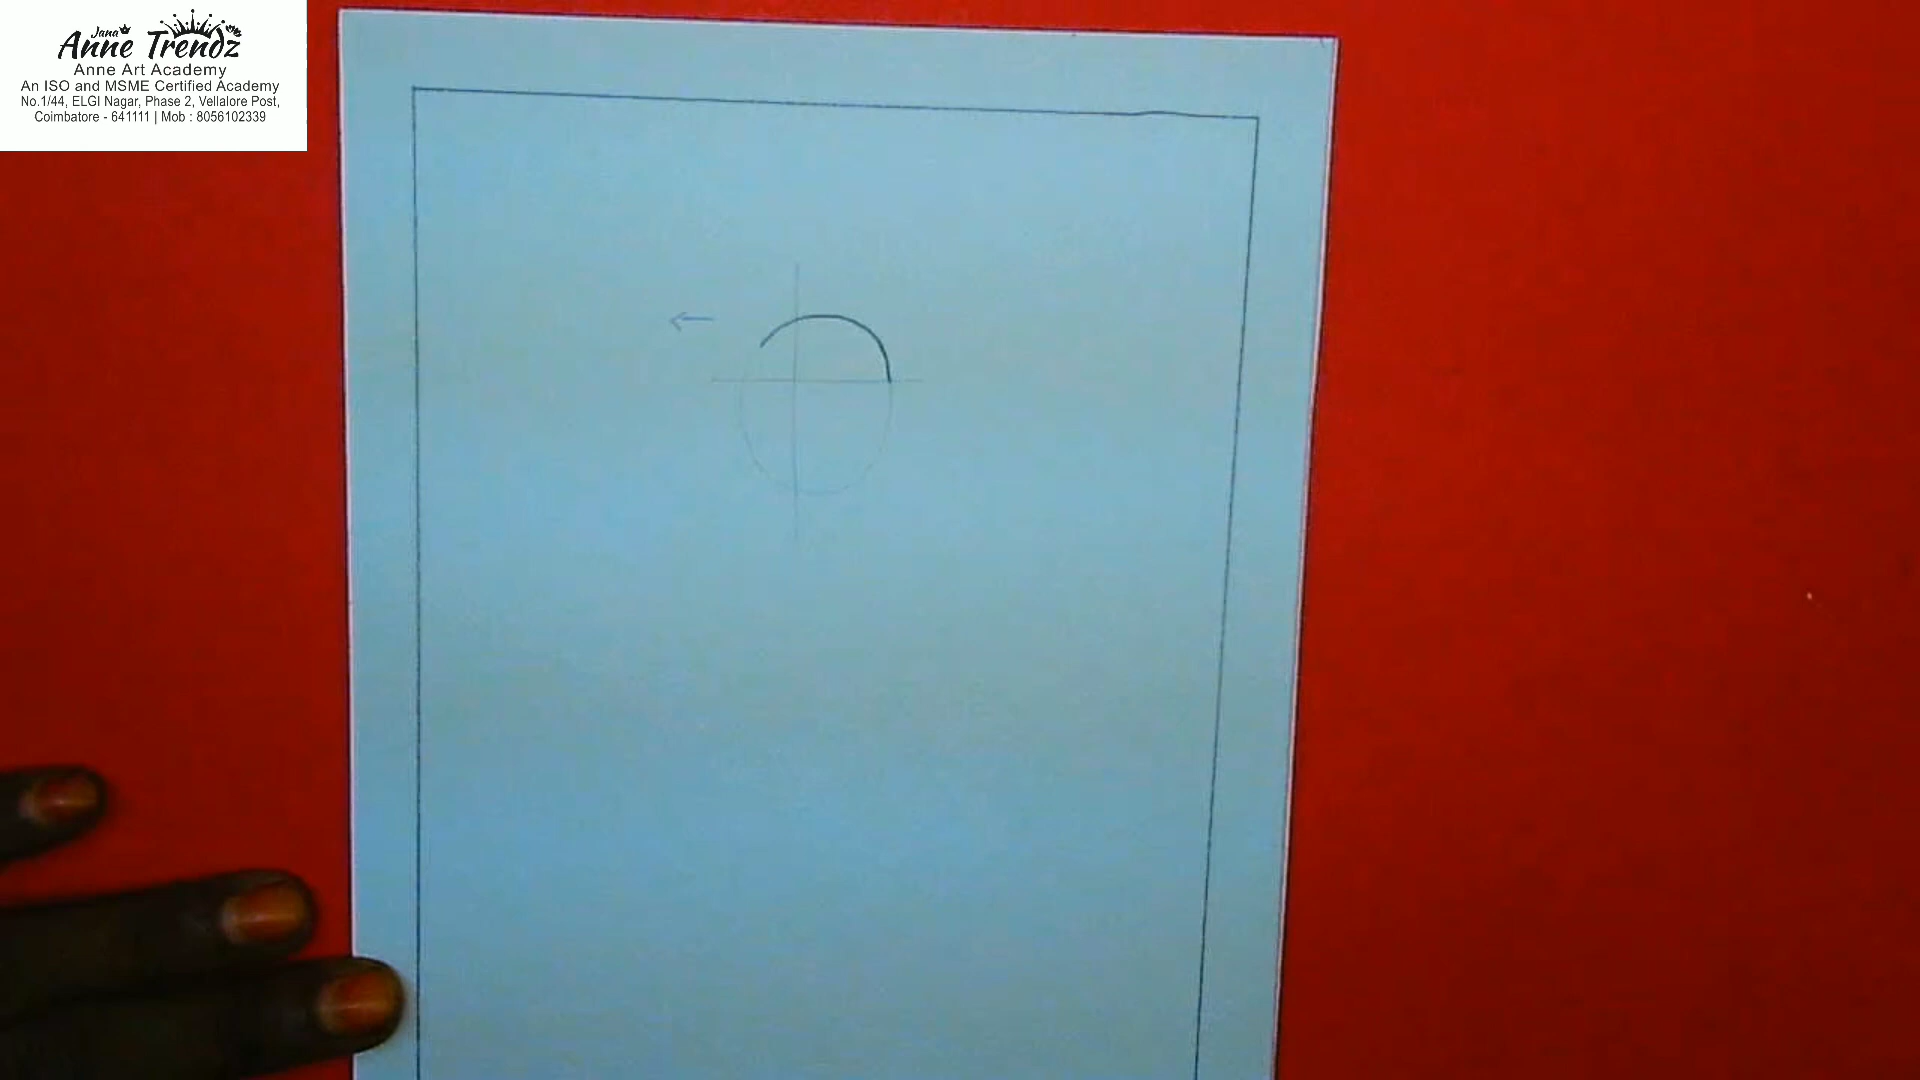 Jana
Anne Trendz
Anne Art Academy
An ISO and MSME Certified Academy
No.1/44, ELGI Nagar, Phase 2, Vellalore Post,
Coimbatore - 641111 | Mob : 8056102339